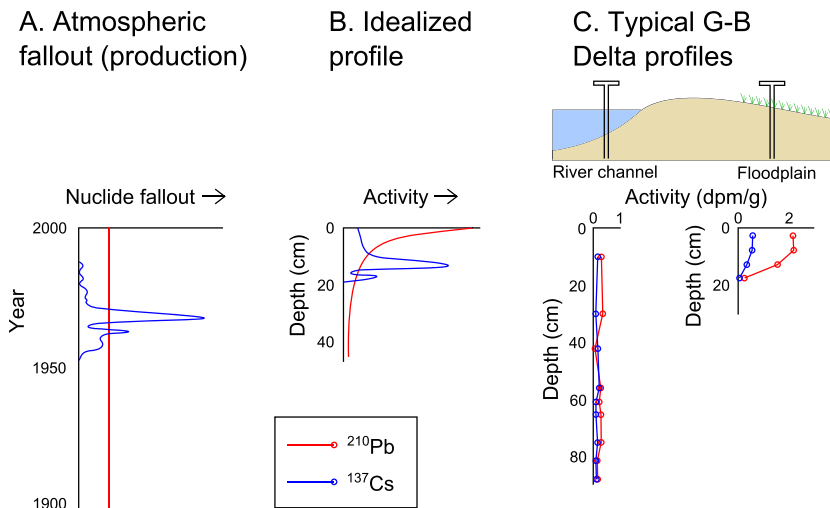 A. Atmospheric
fallout (production)
B. Idealized
profile
C. Typical G-B
Delta profiles
River channel
Floodplain
Nuclide fallout
Activity
Activity (dpm/g)
2000
1950
1900
Year
0
20
40
Depth (cm)
0 1
0
20
40
60
80
Depth (cm)
0 2
0
20
Depth (cm)
210Pb
137Cs